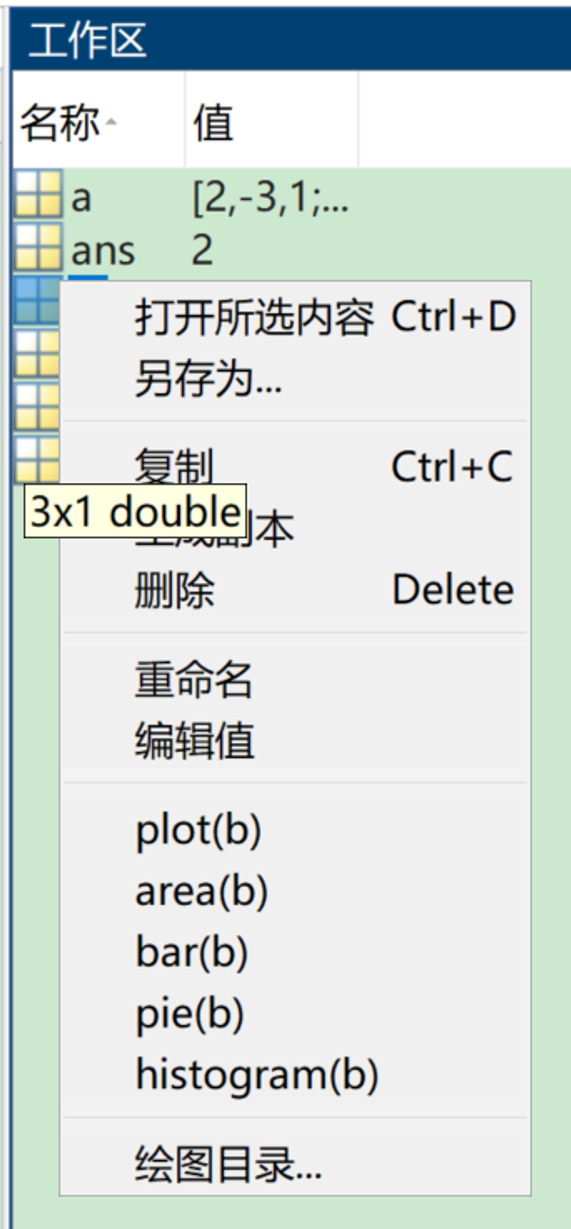 工作区
名称 值
a [2,-3,1;...
ans 2
打开所选内容 Ctrl+D
另存为...
复制 Ctrl+C
3x1 double
副本
删除 Delete
重命名
编辑值
plot(b)
area(b)
bar(b)
pie(b)
histogram(b)
绘图目录...